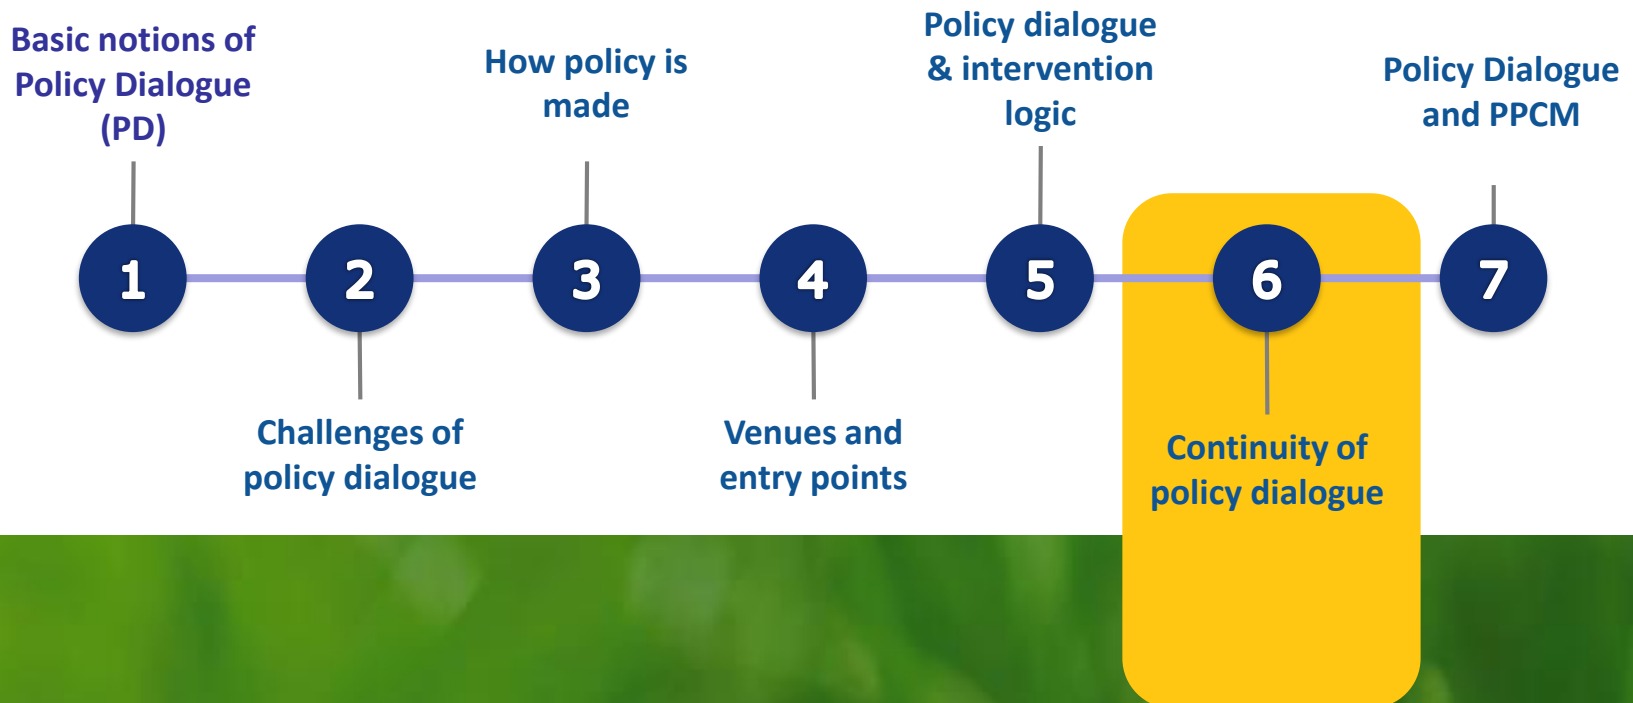 Basic notions of
Policy Dialogue
(PD)
How policy is
made
Policy dialogue
& intervention
logic
Policy Dialogue
and PPCM
1
2
3
4
5
6
7
Challenges of
policy dialogue
Venues and
entry points
Continuity of
policy dialogue